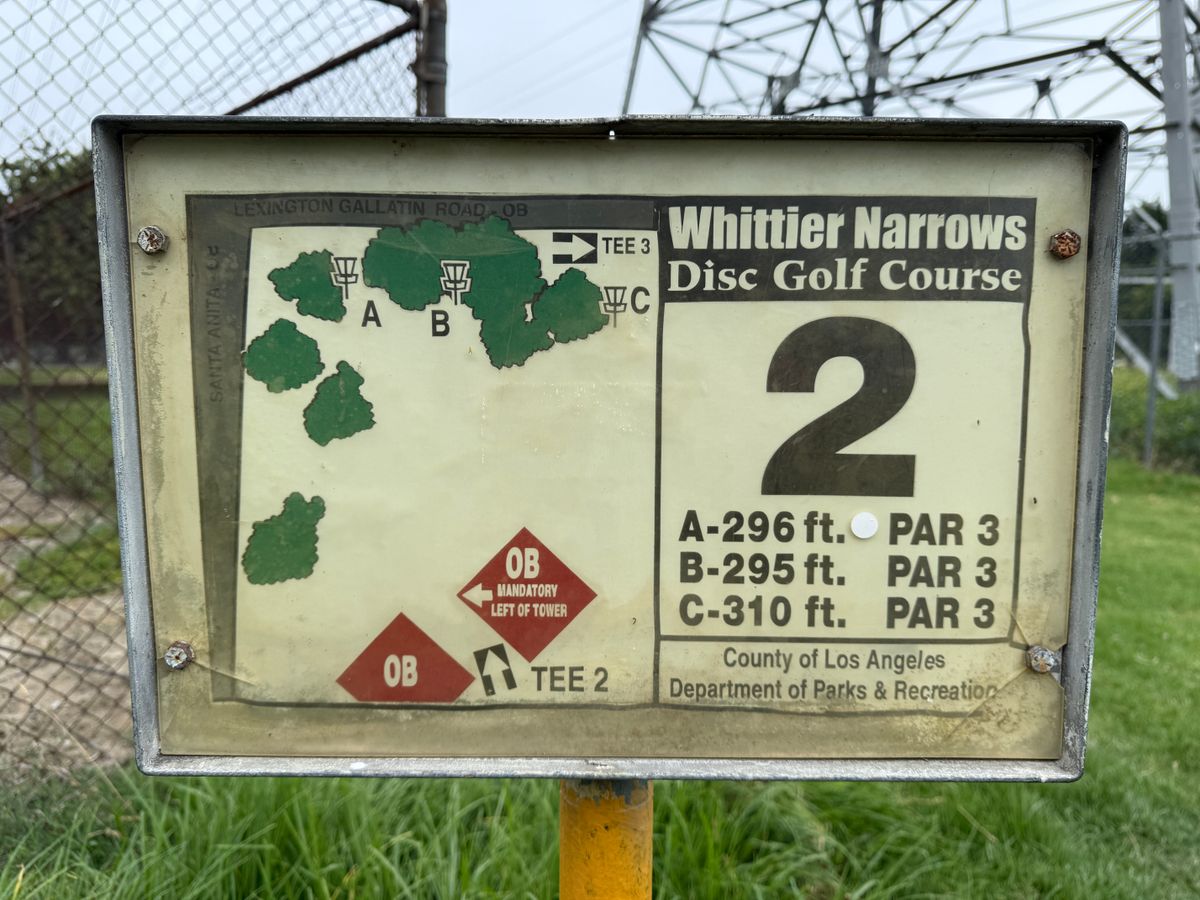 LEXINGTON GALLATIN ROAD - OB
SANTA ANITA - OB
TEE 3
A
B
C
OB
MANDATORY
LEFT OF TOWER
OB
TEE 2
Whittier Narrows
Disc Golf Course
2
A-296 ft. PAR 3
B-295 ft. PAR 3
C-310 ft. PAR 3
County of Los Angeles
Department of Parks & Recreation